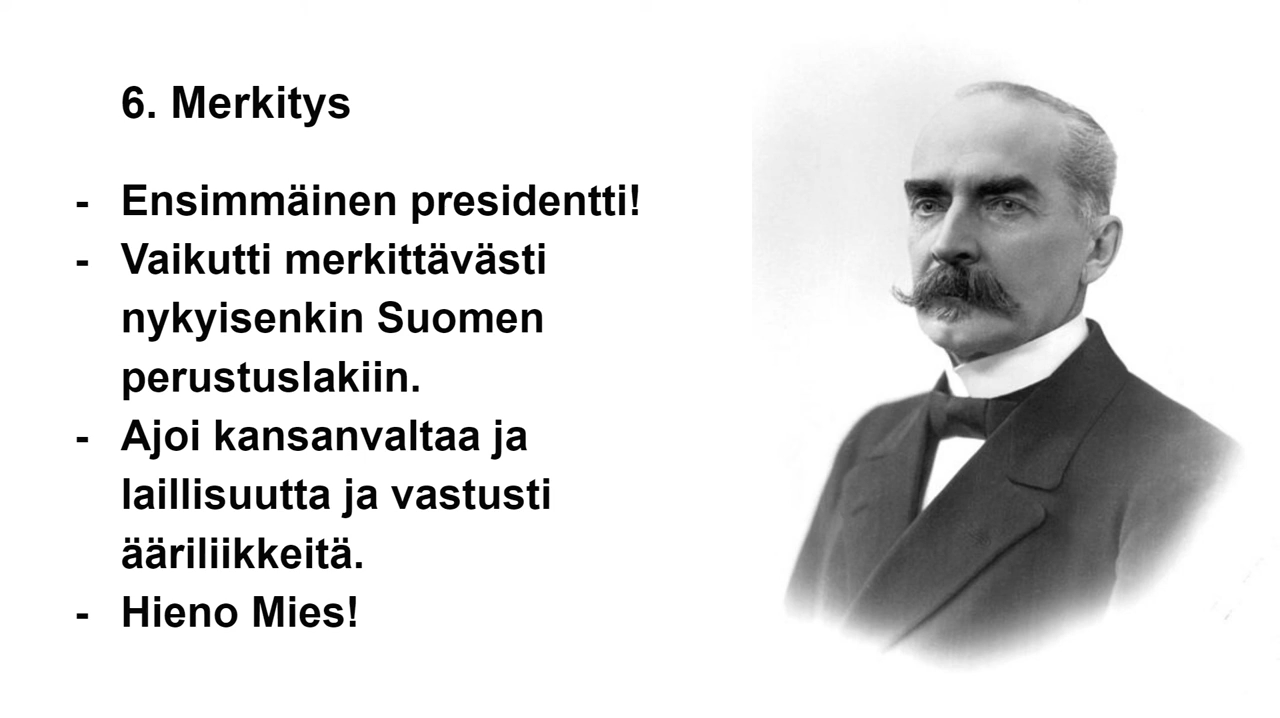 6. Merkitys
- Ensimmäinen presidentti!
- Vaikutti merkittävästi
nykyisenkin Suomen
perustuslakiin.
- Ajoi kansanvaltaa ja
laillisuutta ja vastusti
ääriliikkeitä.
- Hieno Mies!